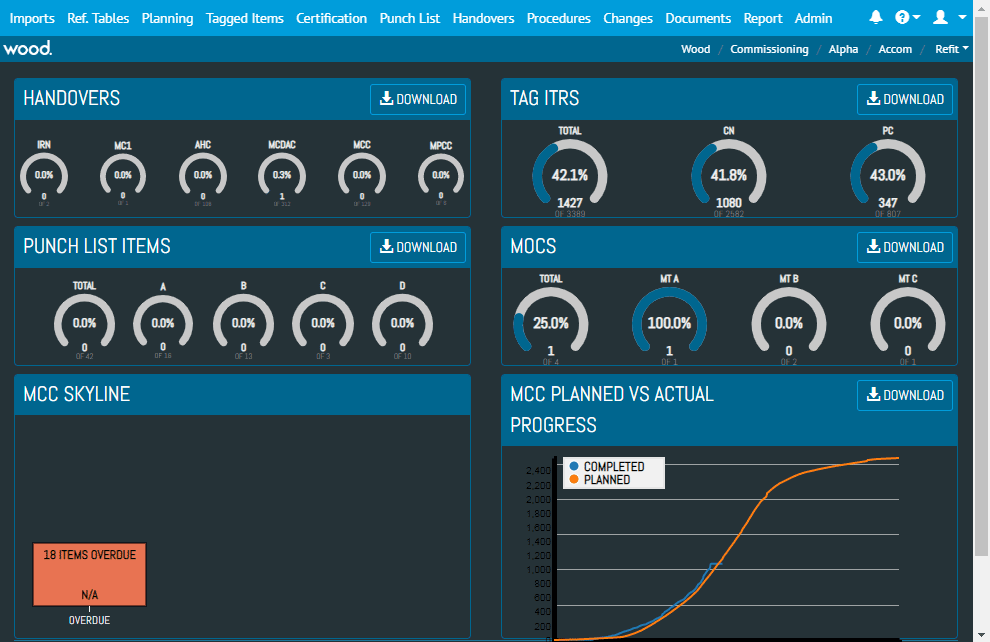 Imports Ref. Tables Planning Tagged Items Certification Punch List Handovers Procedures Changes Documents Report Admin ?
wood. Wood / Commissioning / Alpha / Accom / Refit
HANDOVERS DOWNLOAD
IRN MC1 AHC MCDAC MCC MPCC
0.0% 0.0% 0.0% 0.3% 0.0% 0.0%
0 0 0 1 0 0
OF 2 OF 1 OF 312
TAG ITRS DOWNLOAD
TOTAL CN PC
42.1% 41.8% 43.0%
1427 1080 347
OF 3389 OF 2582 OF 807
PUNCH LIST ITEMS DOWNLOAD
TOTAL A B C D
0.0% 0.0% 0.0% 0.0% 0.0%
0 0 0 0 0
OF 42 OF 16 OF 13 OF 3 OF 10
MOCS DOWNLOAD
TOTAL MT A MT B MT C
25.0% 100.0% 0.0% 0.0%
1 1 0 0
OF 4 OF 1 OF 2 OF 1
MCC SKYLINE
18 ITEMS OVERDUE
N/A
OVERDUE
MCC PLANNED VS ACTUAL DOWNLOAD
PROGRESS
COMPLETED
PLANNED
2,400
2,200
2,000
1,800
1,600
1,400
1,200
1,000
800
600
400
200
0